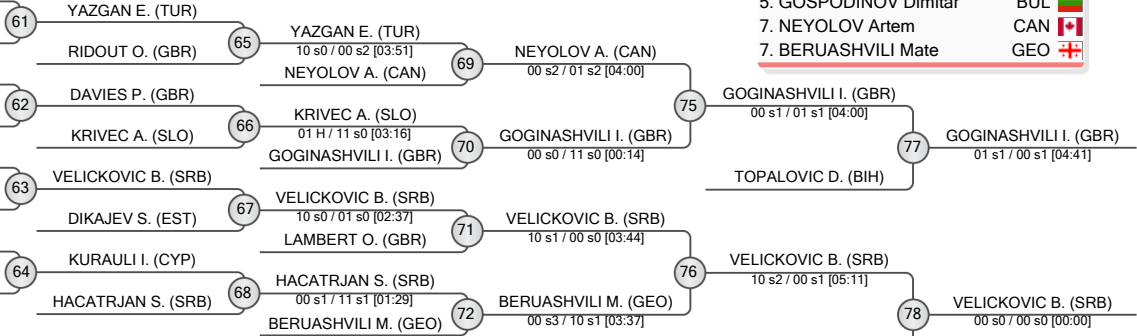 5. GOSPODINOV Dimitar BUL
7. NEYOLOV Artem CAN
7. BERUASHVILI Mate GEO
61
YAZGAN E. (TUR)
RIDOUT O. (GBR)
62
DAVIES P. (GBR)
KRIVEC A. (SLO)
63
VELICKOVIC B. (SRB)
DIKAJEV S. (EST)
64
KURAULI I. (CYP)
HACATRJAN S. (SRB)
65
YAZGAN E. (TUR)
10 s0 / 00 s2 [03:51]
NEYOLOV A. (CAN)
66
KRIVEC A. (SLO)
01 H / 11 s0 [03:16]
GOGINASHVILI I. (GBR)
67
VELICKOVIC B. (SRB)
10 s0 / 01 s0 [02:37]
LAMBERT O. (GBR)
68
HACATRJAN S. (SRB)
00 s1 / 11 s1 [01:29]
BERUASHVILI M. (GEO)
69
NEYOLOV A. (CAN)
00 s2 / 01 s2 [04:00]
70
GOGINASHVILI I. (GBR)
00 s0 / 11 s0 [00:14]
71
VELICKOVIC B. (SRB)
10 s1 / 00 s0 [03:44]
72
BERUASHVILI M. (GEO)
00 s3 / 10 s1 [03:37]
75
GOGINASHVILI I. (GBR)
00 s1 / 01 s1 [04:00]
TOPALOVIC D. (BIH)
76
VELICKOVIC B. (SRB)
10 s2 / 00 s1 [05:11]
77
GOGINASHVILI I. (GBR)
01 s1 / 00 s1 [04:41]
78
VELICKOVIC B. (SRB)
00 s0 / 00 s0 [00:00]